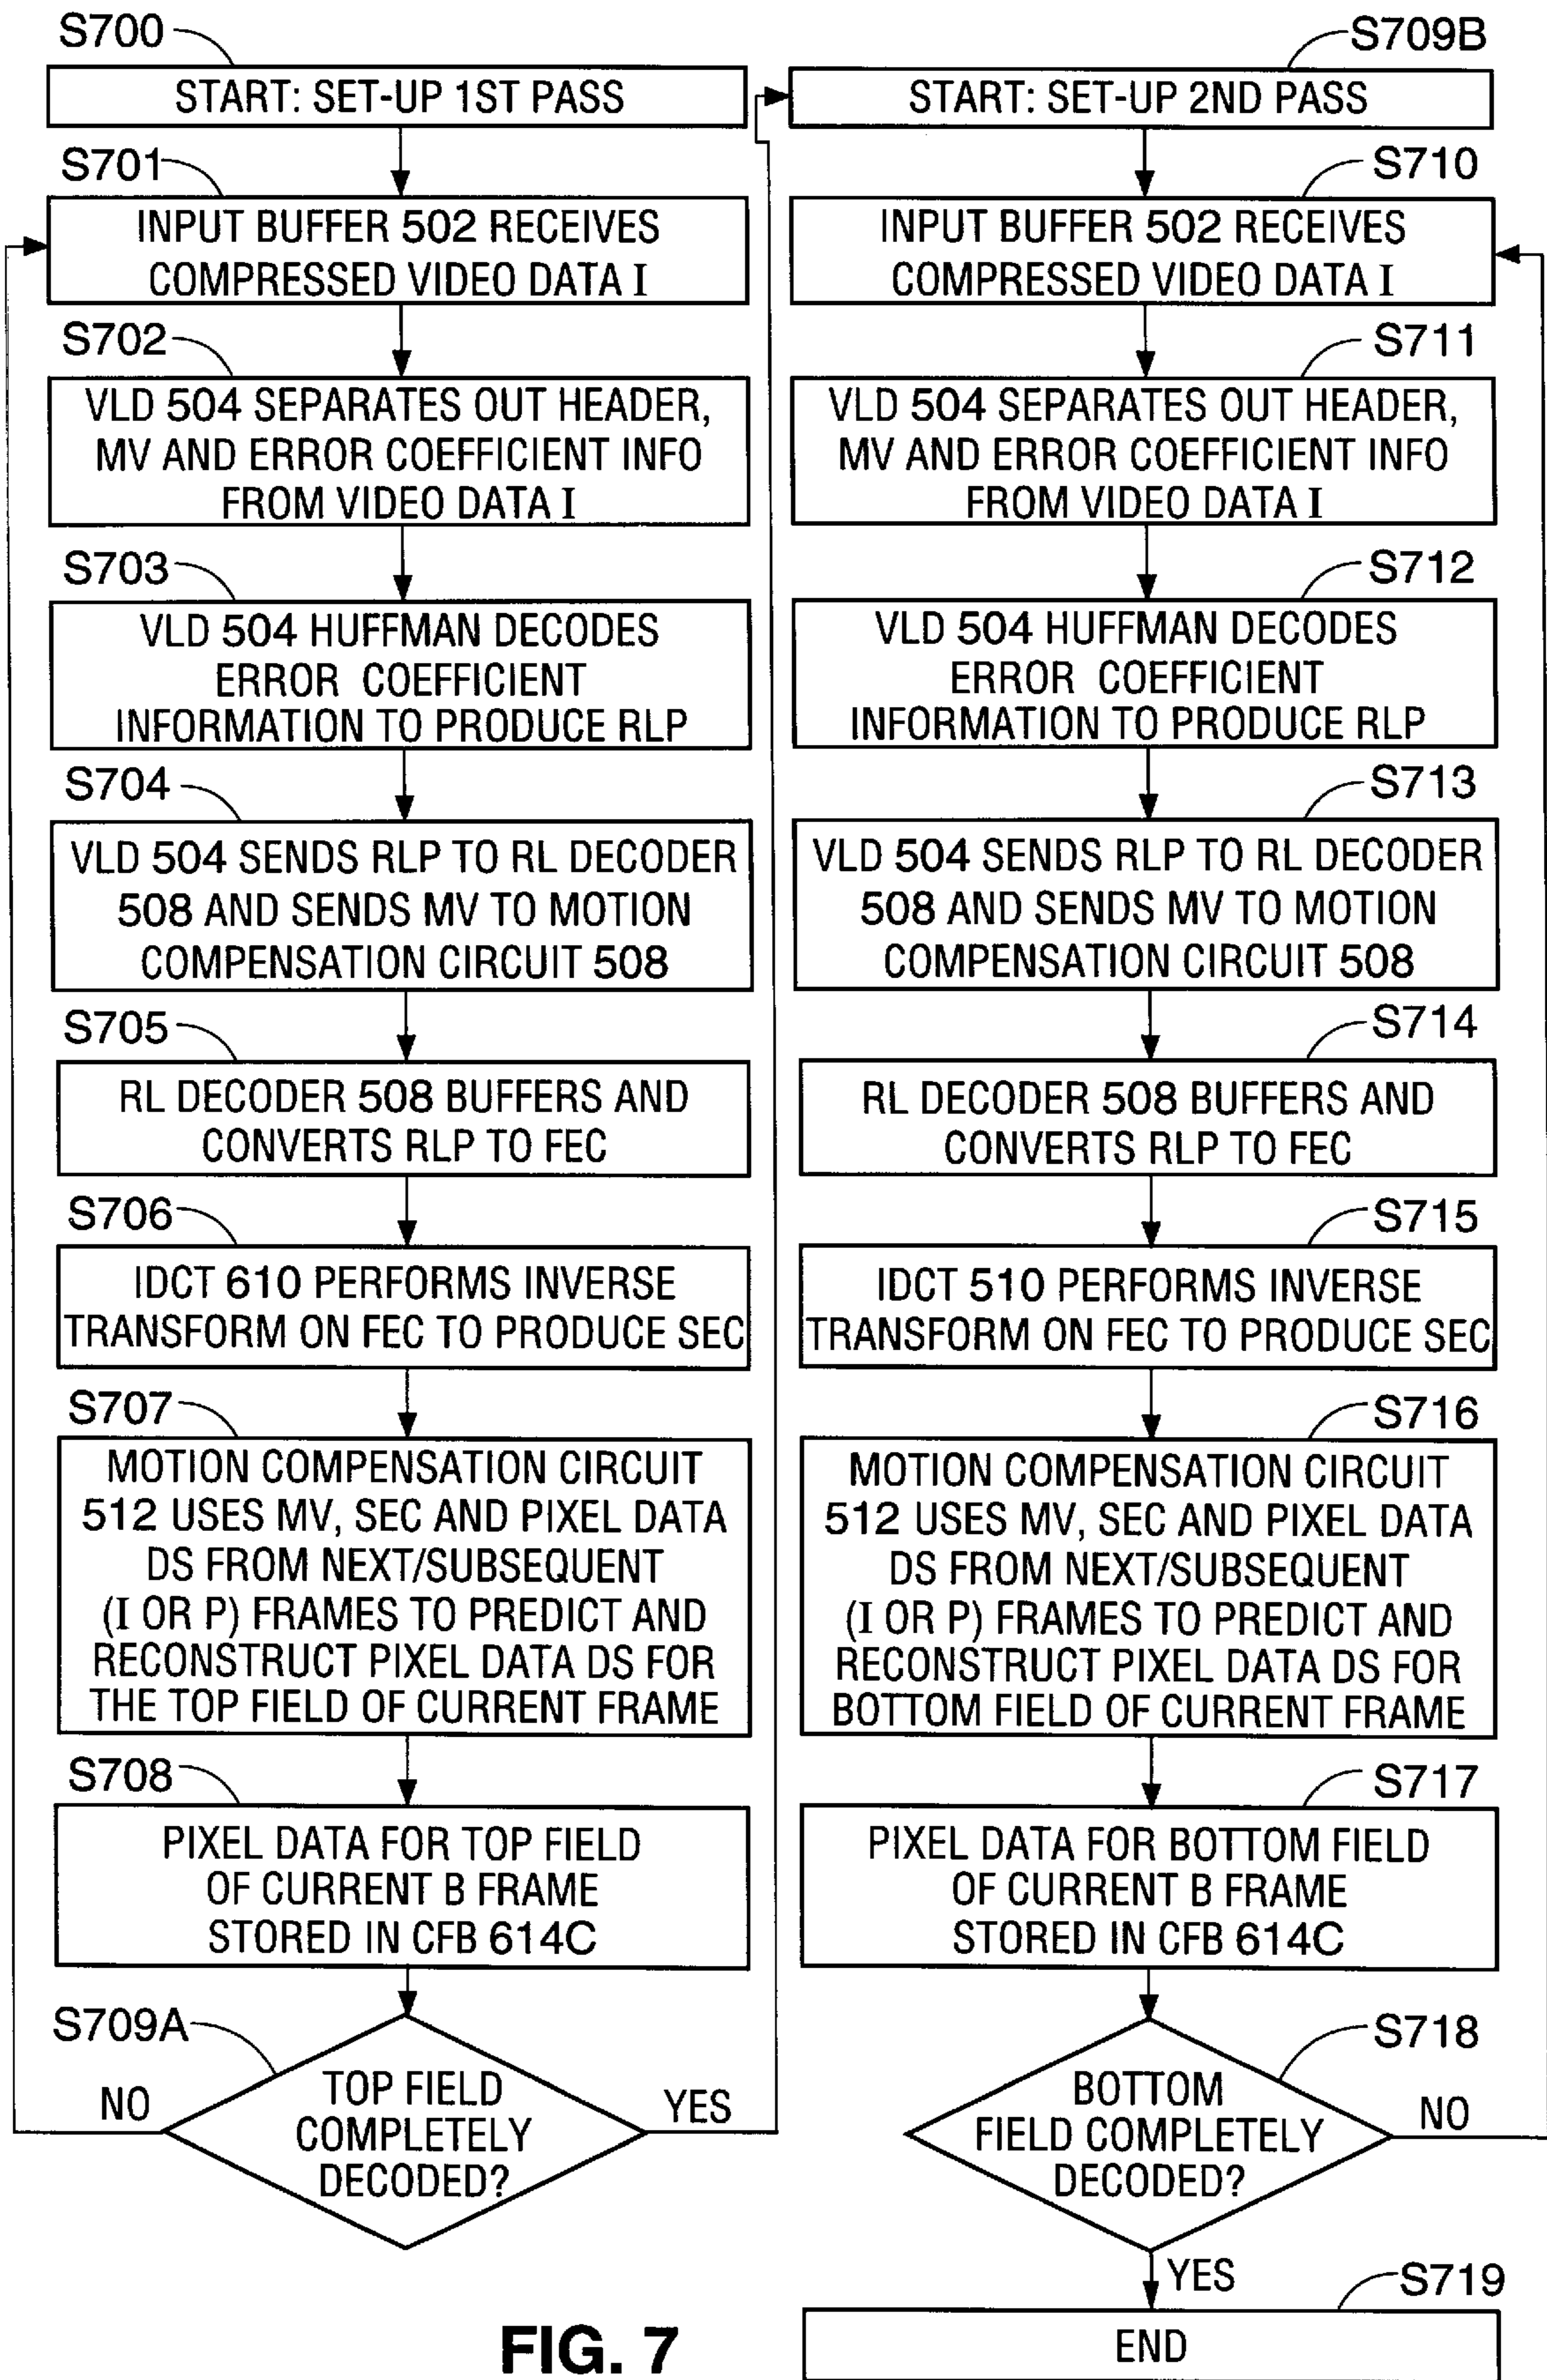 S700
START: SET-UP 1ST PASS
S701
INPUT BUFFER 502 RECEIVES
COMPRESSED VIDEO DATA I
S702
VLD 504 SEPARATES OUT HEADER,
MV AND ERROR COEFFICIENT INFO
FROM VIDEO DATA I
S703
VLD 504 HUFFMAN DECODES
ERROR COEFFICIENT
INFORMATION TO PRODUCE RLP
S704
VLD 504 SENDS RLP TO RL DECODER
508 AND SENDS MV TO MOTION
COMPENSATION CIRCUIT 508
S705
RL DECODER 508 BUFFERS AND
CONVERTS RLP TO FEC
S706
IDCT 610 PERFORMS INVERSE
TRANSFORM ON FEC TO PRODUCE SEC
S707
MOTION COMPENSATION CIRCUIT
512 USES MV, SEC AND PIXEL DATA
DS FROM NEXT/SUBSEQUENT
(I OR P) FRAMES TO PREDICT AND
RECONSTRUCT PIXEL DATA DS FOR
THE TOP FIELD OF CURRENT FRAME
S708
PIXEL DATA FOR TOP FIELD
OF CURRENT B FRAME
STORED IN CFB 614C
S709A
TOP FIELD
COMPLETELY
DECODED?
NO
YES
S709B
START: SET-UP 2ND PASS
S710
INPUT BUFFER 502 RECEIVES
COMPRESSED VIDEO DATA I
S711
VLD 504 SEPARATES OUT HEADER,
MV AND ERROR COEFFICIENT INFO
FROM VIDEO DATA I
S712
VLD 504 HUFFMAN DECODES
ERROR COEFFICIENT
INFORMATION TO PRODUCE RLP
S713
VLD 504 SENDS RLP TO RL DECODER
508 AND SENDS MV TO MOTION
COMPENSATION CIRCUIT 508
S714
RL DECODER 508 BUFFERS AND
CONVERTS RLP TO FEC
S715
IDCT 510 PERFORMS INVERSE
TRANSFORM ON FEC TO PRODUCE SEC
S716
MOTION COMPENSATION CIRCUIT
512 USES MV, SEC AND PIXEL DATA
DS FROM NEXT/SUBSEQUENT
(I OR P) FRAMES TO PREDICT AND
RECONSTRUCT PIXEL DATA DS FOR
BOTTOM FIELD OF CURRENT FRAME
S717
PIXEL DATA FOR BOTTOM FIELD
OF CURRENT B FRAME
STORED IN CFB 614C
S718
BOTTOM
FIELD COMPLETELY
DECODED?
NO
YES
S719
END
FIG. 7